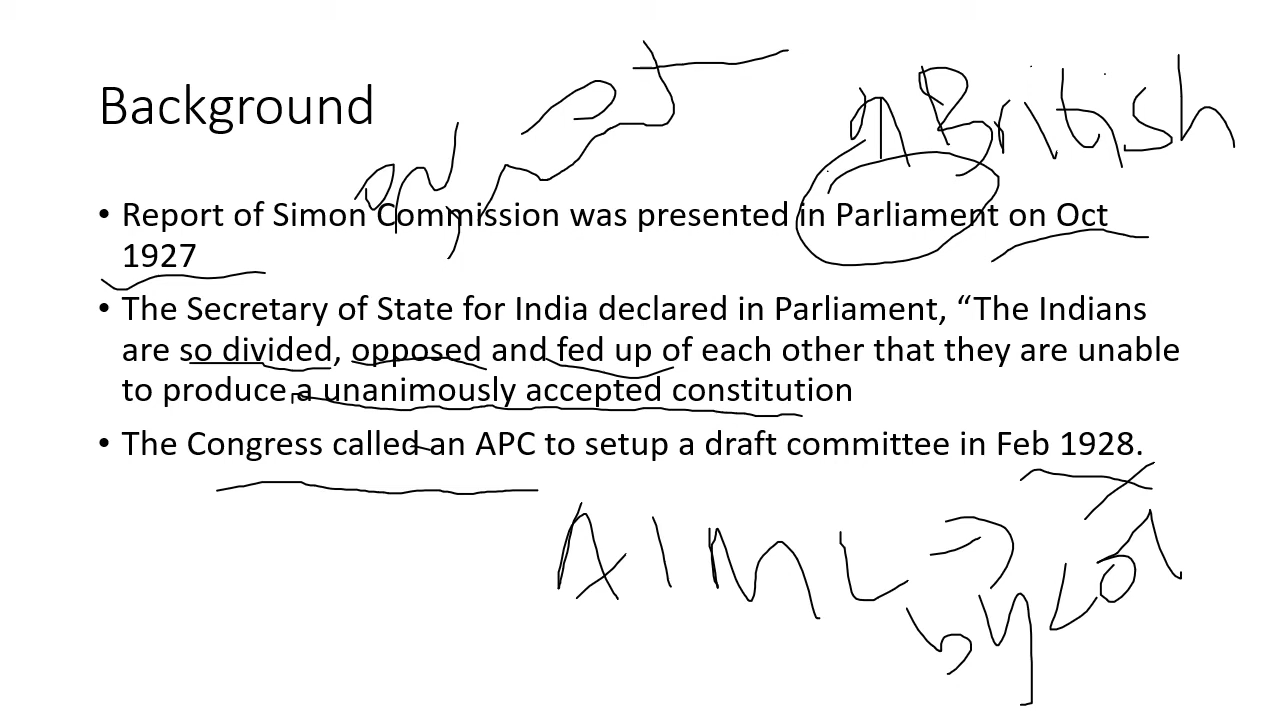 Background
British
• Report of Simon Commission was presented in Parliament on Oct
1927
• The Secretary of State for India declared in Parliament, “The Indians
are so divided, opposed and fed up of each other that they are unable
to produce a unanimously accepted constitution
• The Congress called an APC to setup a draft committee in Feb 1928.
AIML